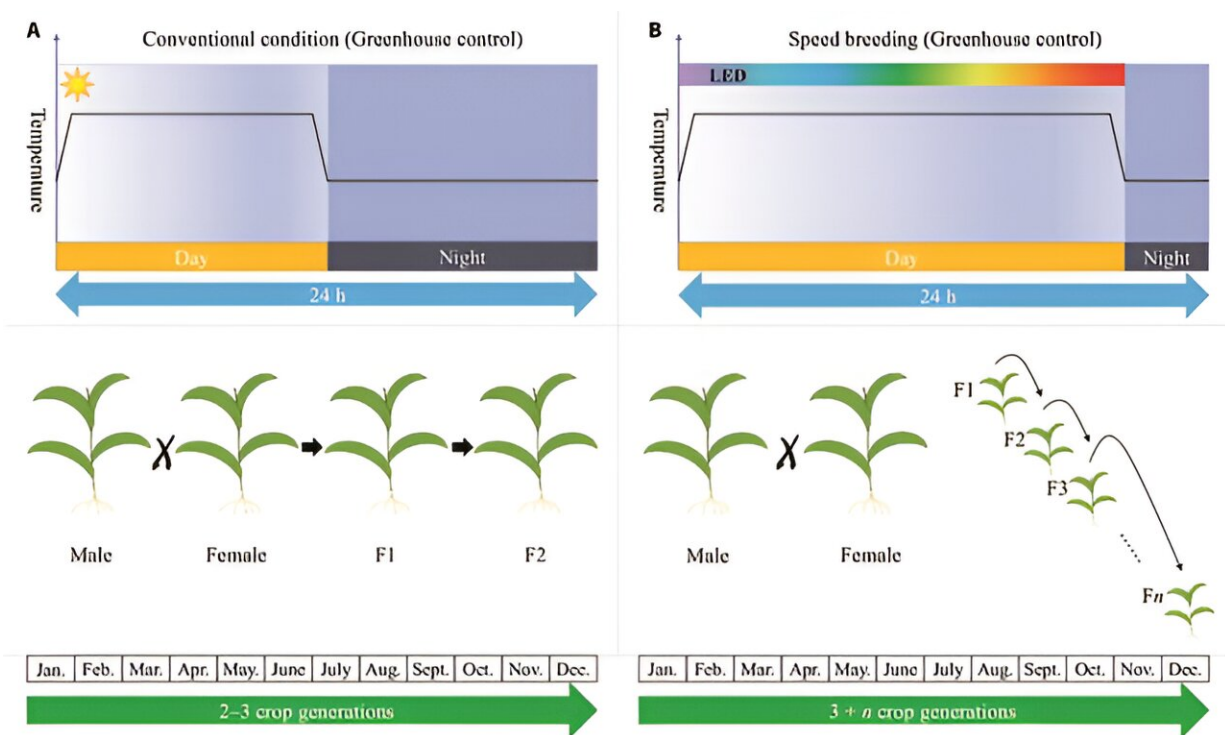 A
Conventional condition (Greenhouse control)
Temperature
Day
Night
24 h
Male
Female
F1
F2
Jan. Feb. Mar. Apr. May. June July Aug. Sept. Oct. Nov. Dec.
2–3 crop generations
B
Speed breeding (Greenhouse control)
LED
Temperature
Day
Night
24 h
Male
Female
F1
F2
F3
Fn
Jan. Feb. Mar. Apr. May. June July Aug. Sept. Oct. Nov. Dec.
3 + n crop generations